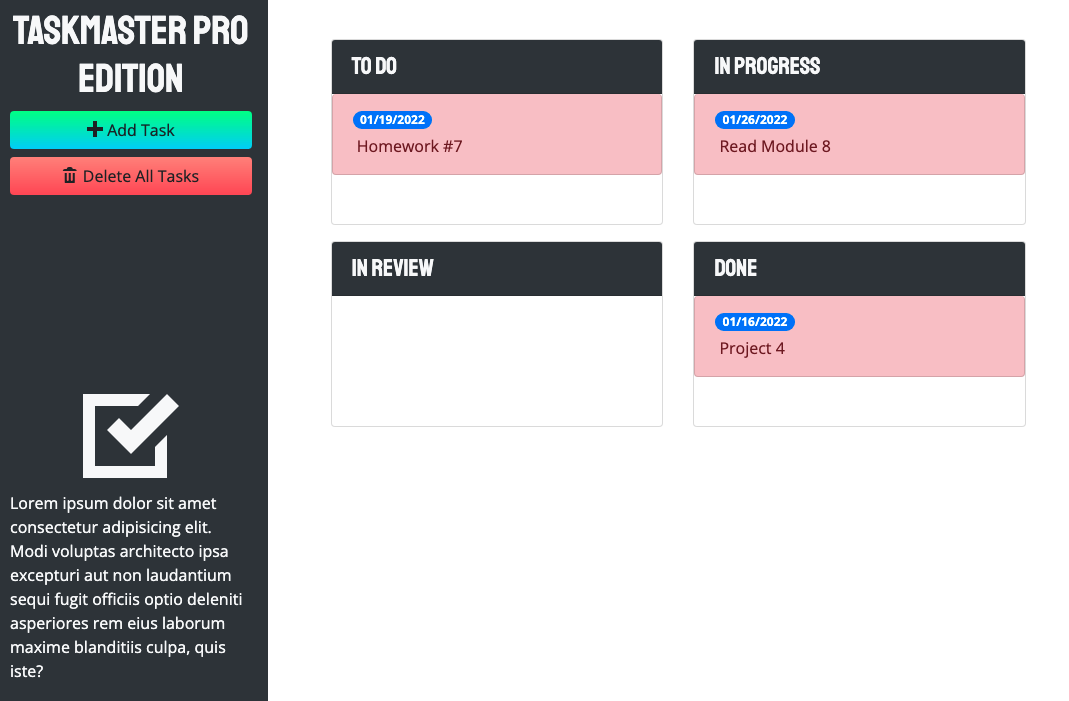 TASKMASTER PRO
EDITION
Add Task
Delete All Tasks
Lorem ipsum dolor sit amet
consectetur adipisicing elit.
Modi voluptas architecto ipsa
excepturi aut non laudantium
sequi fugit officiis optio deleniti
asperiores rem eius laborum
maxime blanditiis culpa, quis
iste?
TO DO
01/19/2022
Homework #7
IN PROGRESS
01/26/2022
Read Module 8
IN REVIEW
DONE
01/16/2022
Project 4